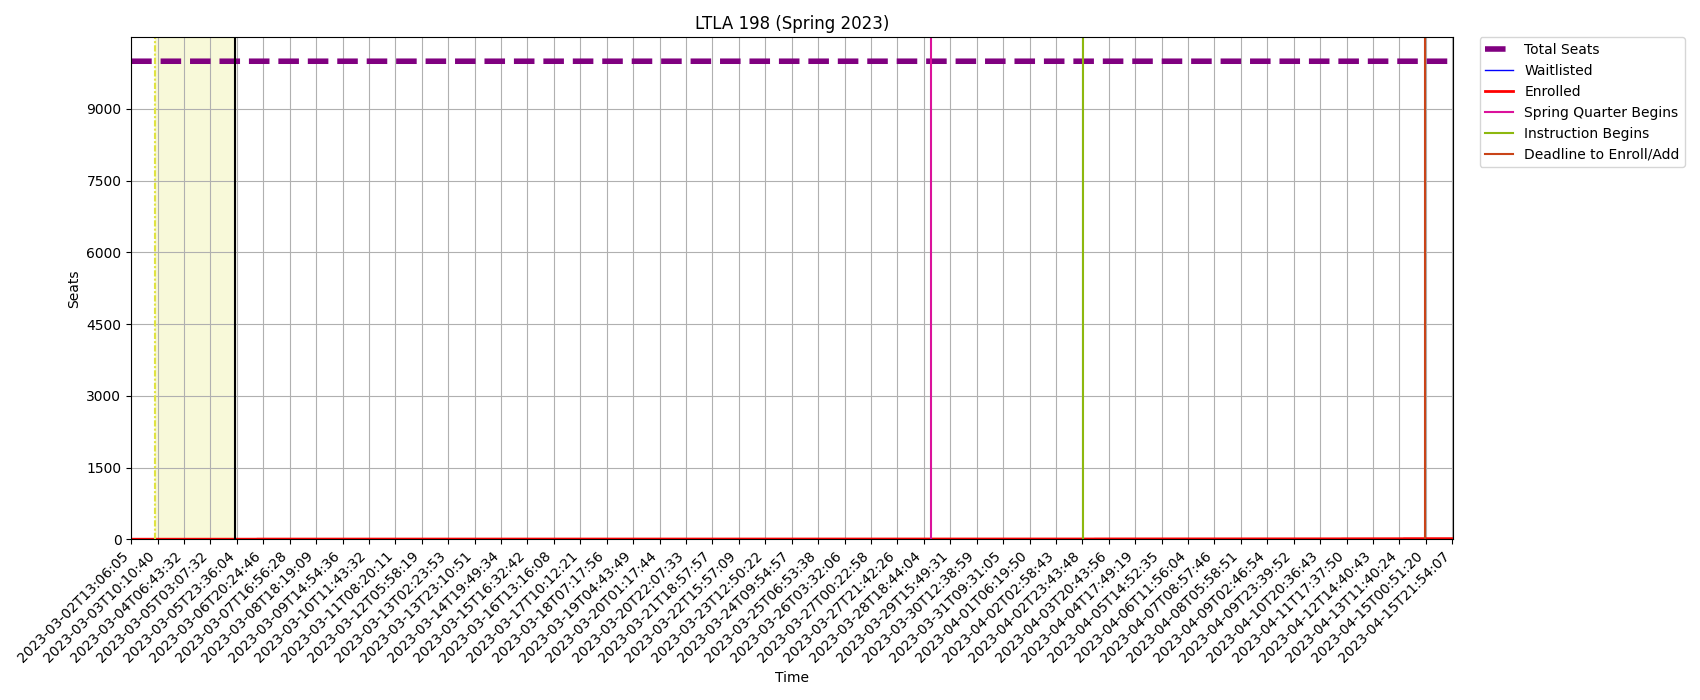 LTLA 198 (Spring 2023)
Total Seats
Waitlisted
Enrolled
Spring Quarter Begins
Instruction Begins
Deadline to Enroll/Add
9000
7500
6000
4500
3000
1500
0
Seats
2023-03-02T13:06:05
2023-03-03T10:10:40
2023-03-04T06:43:32
2023-03-05T03:07:32
2023-03-05T23:36:04
2023-03-06T20:24:46
2023-03-07T16:56:28
2023-03-08T18:19:09
2023-03-09T14:54:36
2023-03-10T11:43:32
2023-03-11T08:20:11
2023-03-12T05:58:19
2023-03-13T02:23:53
2023-03-13T23:10:51
2023-03-14T19:49:34
2023-03-15T16:32:42
2023-03-16T13:16:08
2023-03-17T10:12:21
2023-03-18T07:17:56
2023-03-19T04:43:49
2023-03-20T01:17:44
2023-03-20T22:07:33
2023-03-21T18:57:57
2023-03-22T15:57:09
2023-03-23T12:50:22
2023-03-24T09:54:57
2023-03-25T06:53:38
2023-03-26T03:32:06
2023-03-27T00:22:58
2023-03-27T21:42:26
2023-03-28T18:44:04
2023-03-29T15:49:31
2023-03-30T12:38:59
2023-03-31T09:31:05
2023-04-01T06:19:50
2023-04-02T02:58:43
2023-04-02T23:43:48
2023-04-03T20:43:56
2023-04-04T17:49:19
2023-04-05T14:52:35
2023-04-06T11:56:04
2023-04-07T08:57:46
2023-04-08T05:58:51
2023-04-09T02:46:54
2023-04-09T23:39:52
2023-04-10T20:36:43
2023-04-11T17:37:50
2023-04-12T14:40:43
2023-04-13T11:40:24
2023-04-15T00:51:20
2023-04-15T21:54:07
Time